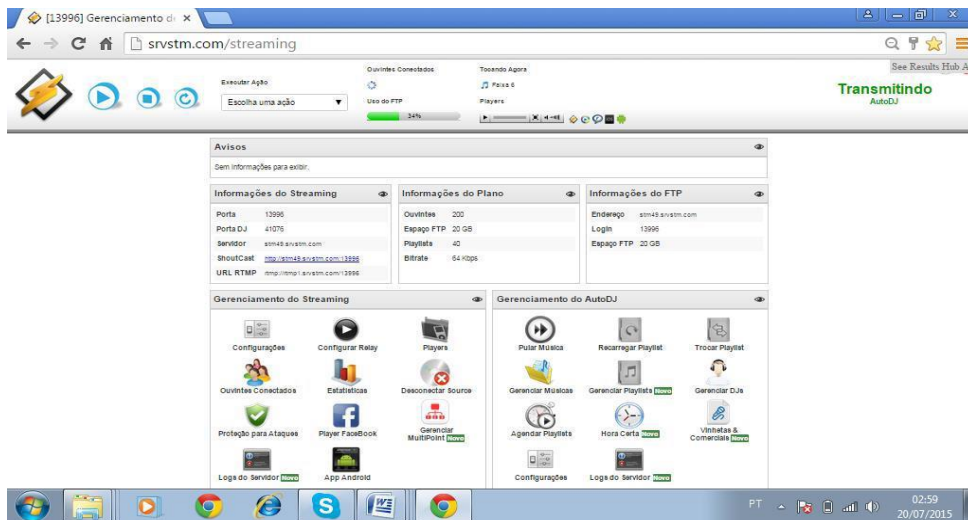 [13996] Gerenciamento d
srvstm.com/streaming
See Results Hub A
Executar Ação
Escolha uma ação
Ouvintes Conectados
Uso do FTP
34%
Tocando Agora
Faixa 6
Players
Transmitindo
AutoDJ
Avisos
Sem informações para exibir.
Informações do Streaming
Porta 13996
Porta DJ 41076
Servidor stm49.srvstm.com
ShoutCast http://stm49.srvstm.com:13996
URL RTMP rtmp://rtmp1.srvstm.com/13996
Informações do Plano
Ouvintes 200
Espaço FTP 20 GB
Playlists 40
Bitrate 64 Kbps
Informações do FTP
Endereço stm49.srvstm.com
Login 13996
Espaço FTP 20 GB
Gerenciamento do Streaming
Configurações Configurar Relay Players
Ouvintes Conectados Estatísticas Desconectar Source
Proteção para Ataques Player FaceBook Gerenciar MultiPoint Novo
Logs do Servidor Novo App Android
Gerenciamento do AutoDJ
Pular Música Recarregar Playlist Trocar Playlist
Gerenciar Músicas Gerenciar Playlists Novo Gerenciar DJs
Agendar Playlists Hora Certa Novo Vinhetas & Comerciais Novo
Configurações Logs do Servidor Novo
PT
02:59
20/07/2015